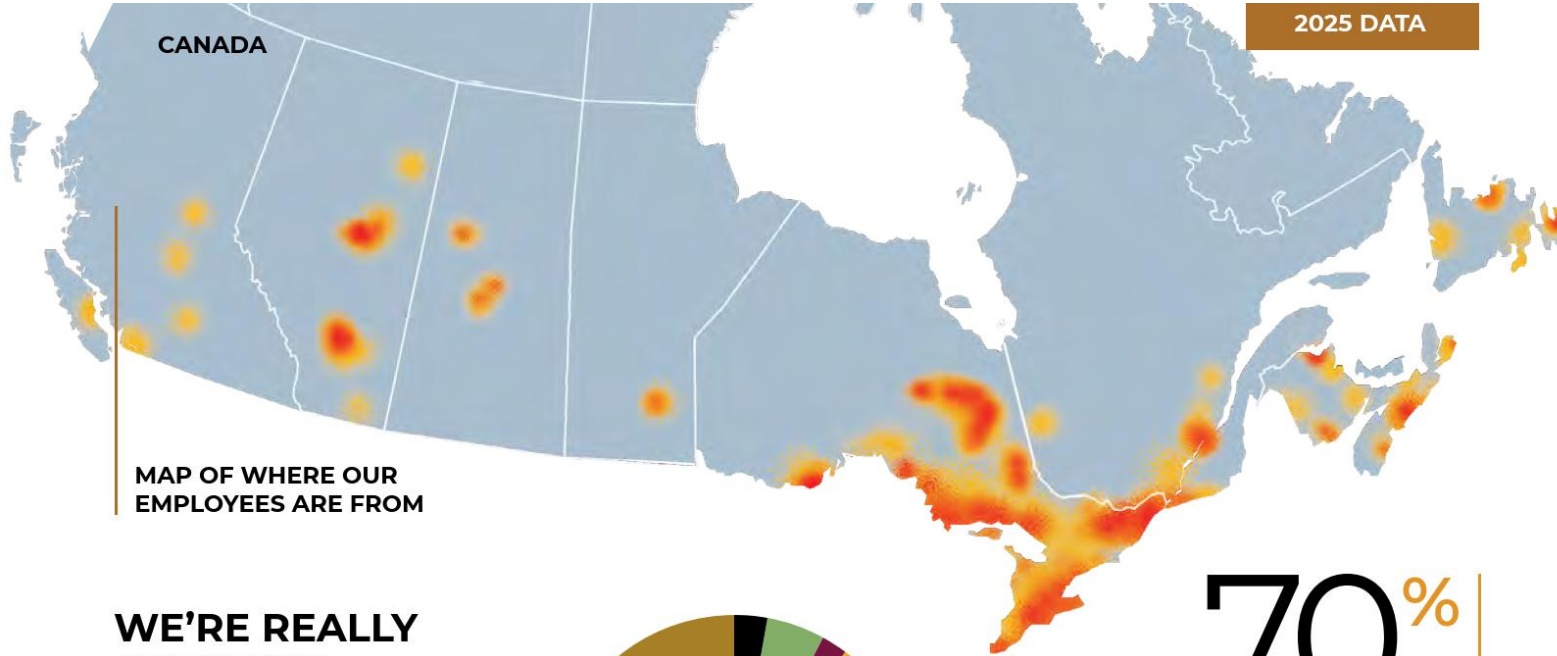 CANADA
2025 DATA
MAP OF WHERE OUR
EMPLOYEES ARE FROM
WE'RE REALLY
70%